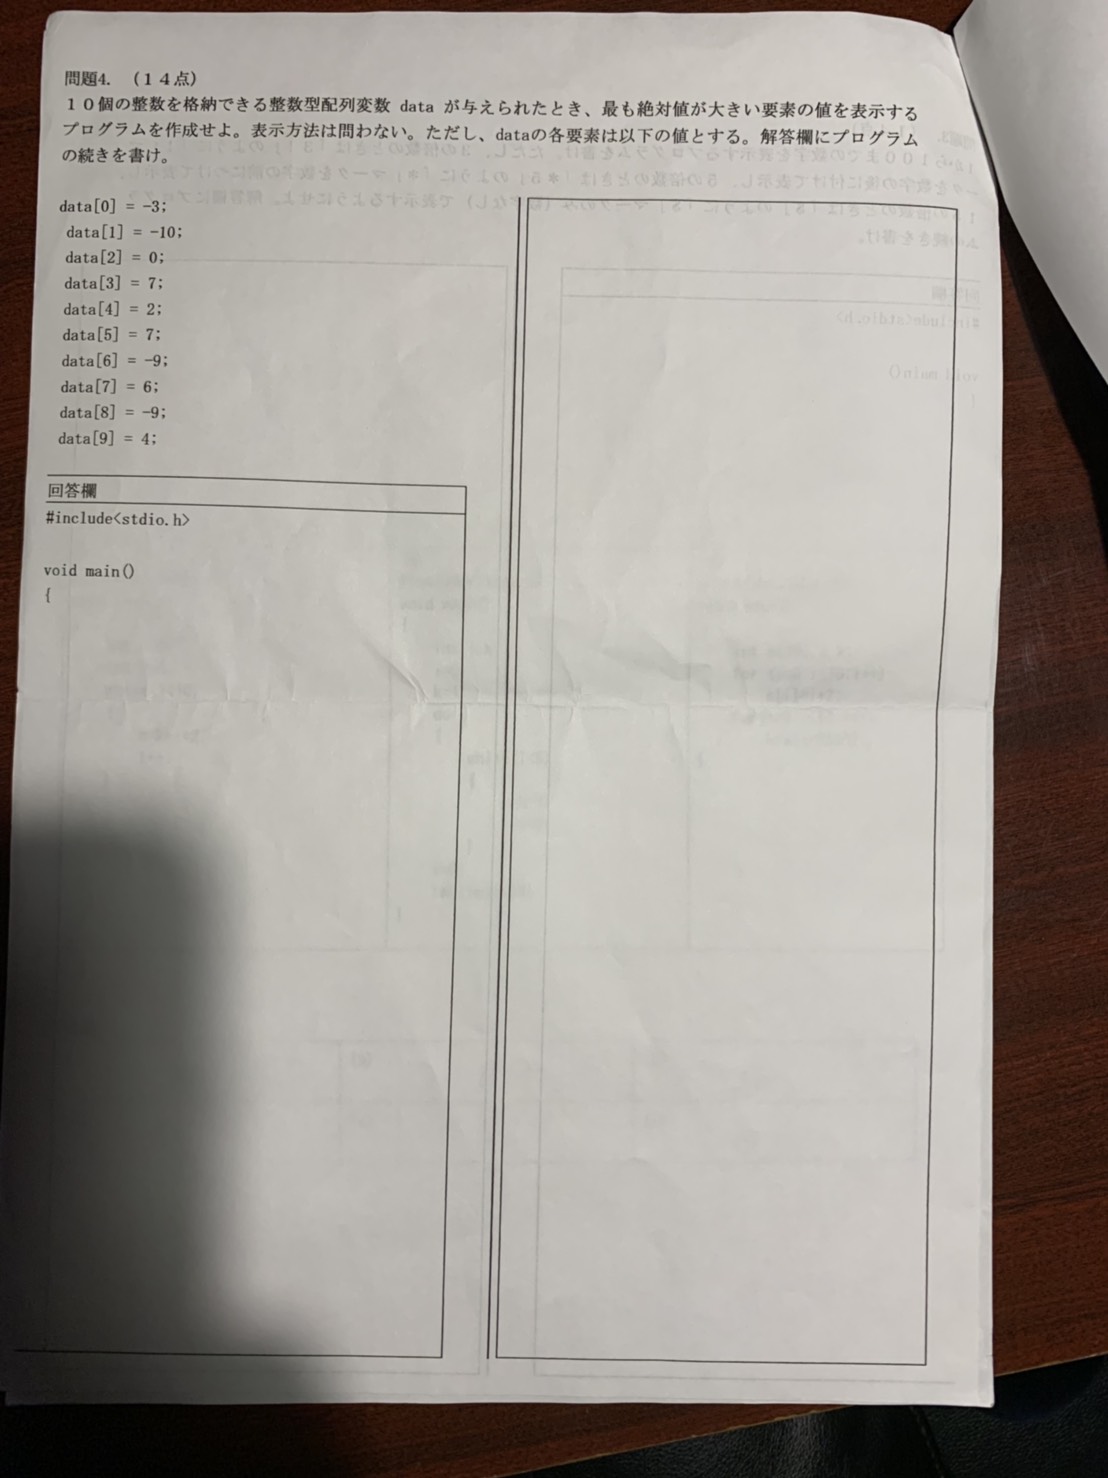 問題4. （１４点）
１０個の整数を格納できる整数型配列変数 data が与えられたとき、最も絶対値が大きい要素の値を表示する
プログラムを作成せよ。表示方法は問わない。ただし、dataの各要素は以下の値とする。解答欄にプログラム
の続きを書け。
data[0] = -3;
data[1] = -10;
data[2] = 0;
data[3] = 7;
data[4] = 2;
data[5] = 7;
data[6] = -9;
data[7] = 6;
data[8] = -9;
data[9] = 4;
回答欄
#include<stdio.h>
void main()
{